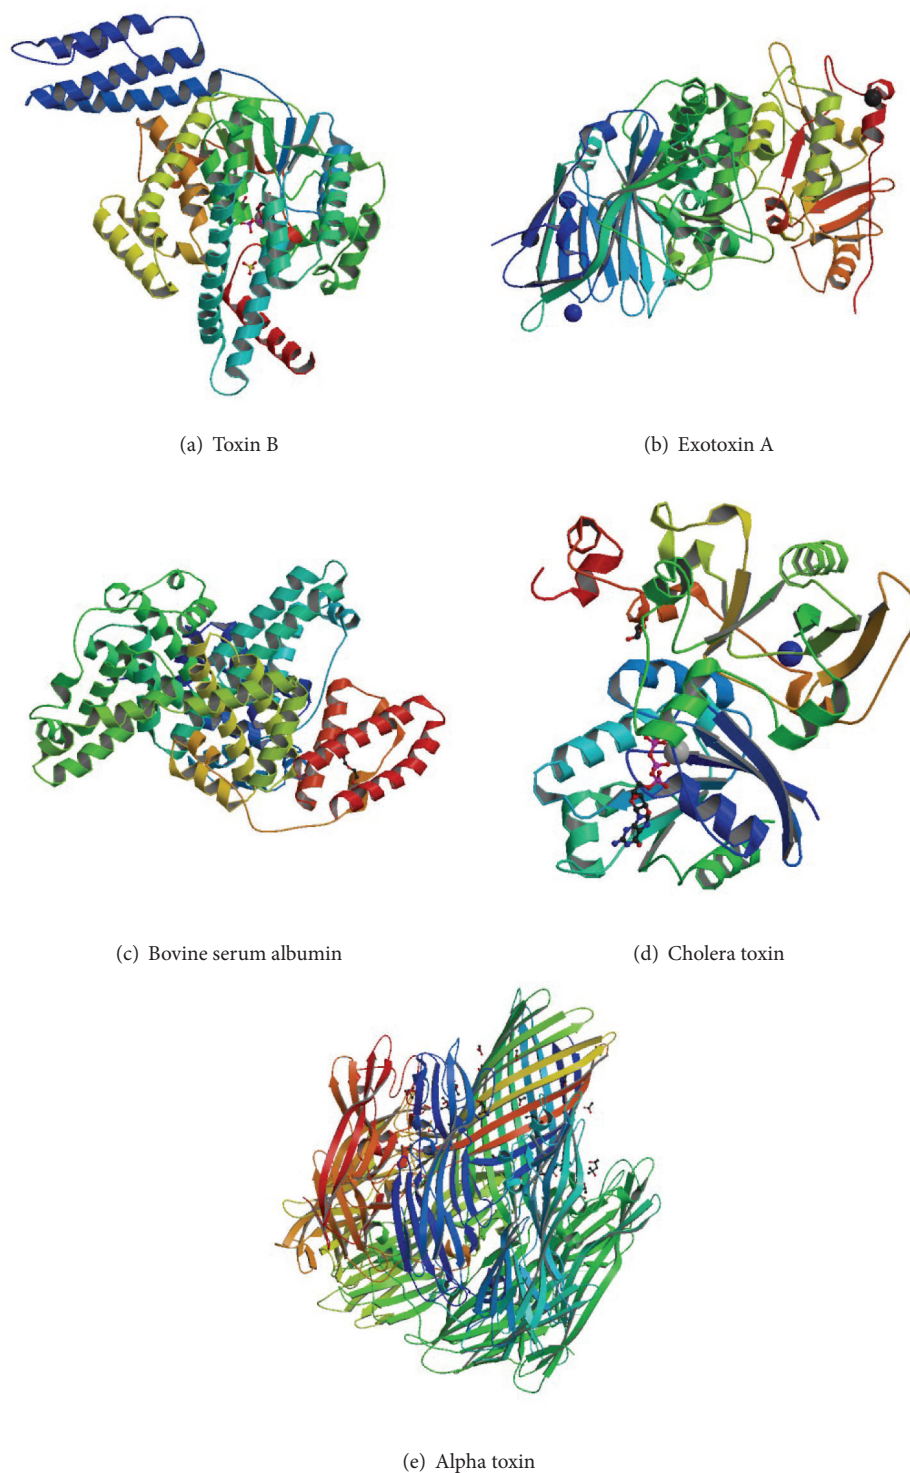 (a) Toxin B
(b) Exotoxin A
(c) Bovine serum albumin
(d) Cholera toxin
(e) Alpha toxin